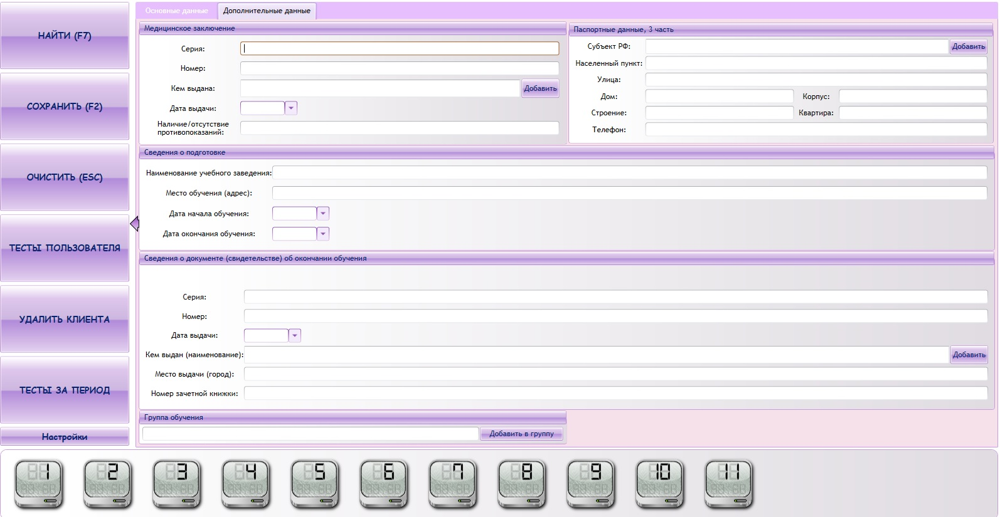 Основные данные
Дополнительные данные
НАЙТИ (F7)
СОХРАНИТЬ (F2)
ОЧИСТИТЬ (ESC)
ТЕСТЫ ПОЛЬЗОВАТЕЛЯ
УДАЛИТЬ КЛИЕНТА
ТЕСТЫ ЗА ПЕРИОД
Настройки
Медицинское заключение
Серия:
Номер:
Кем выдана:
Добавить
Дата выдачи:
Наличие/отсутствие
противопоказаний:
Паспортные данные, 3 часть
Субъект РФ:
Добавить
Населенный пункт:
Улица:
Дом:
Корпус:
Строение:
Квартира:
Телефон:
Сведения о подготовке
Наименование учебного заведения:
Место обучения (адрес):
Дата начала обучения:
Дата окончания обучения:
Сведения о документе (свидетельстве) об окончании обучения
Серия:
Номер:
Дата выдачи:
Кем выдан (наименование):
Добавить
Место выдачи (город):
Номер зачетной книжки:
Группа обучения
Добавить в группу
1 2 3 4 5 6 7 8 9 10 11